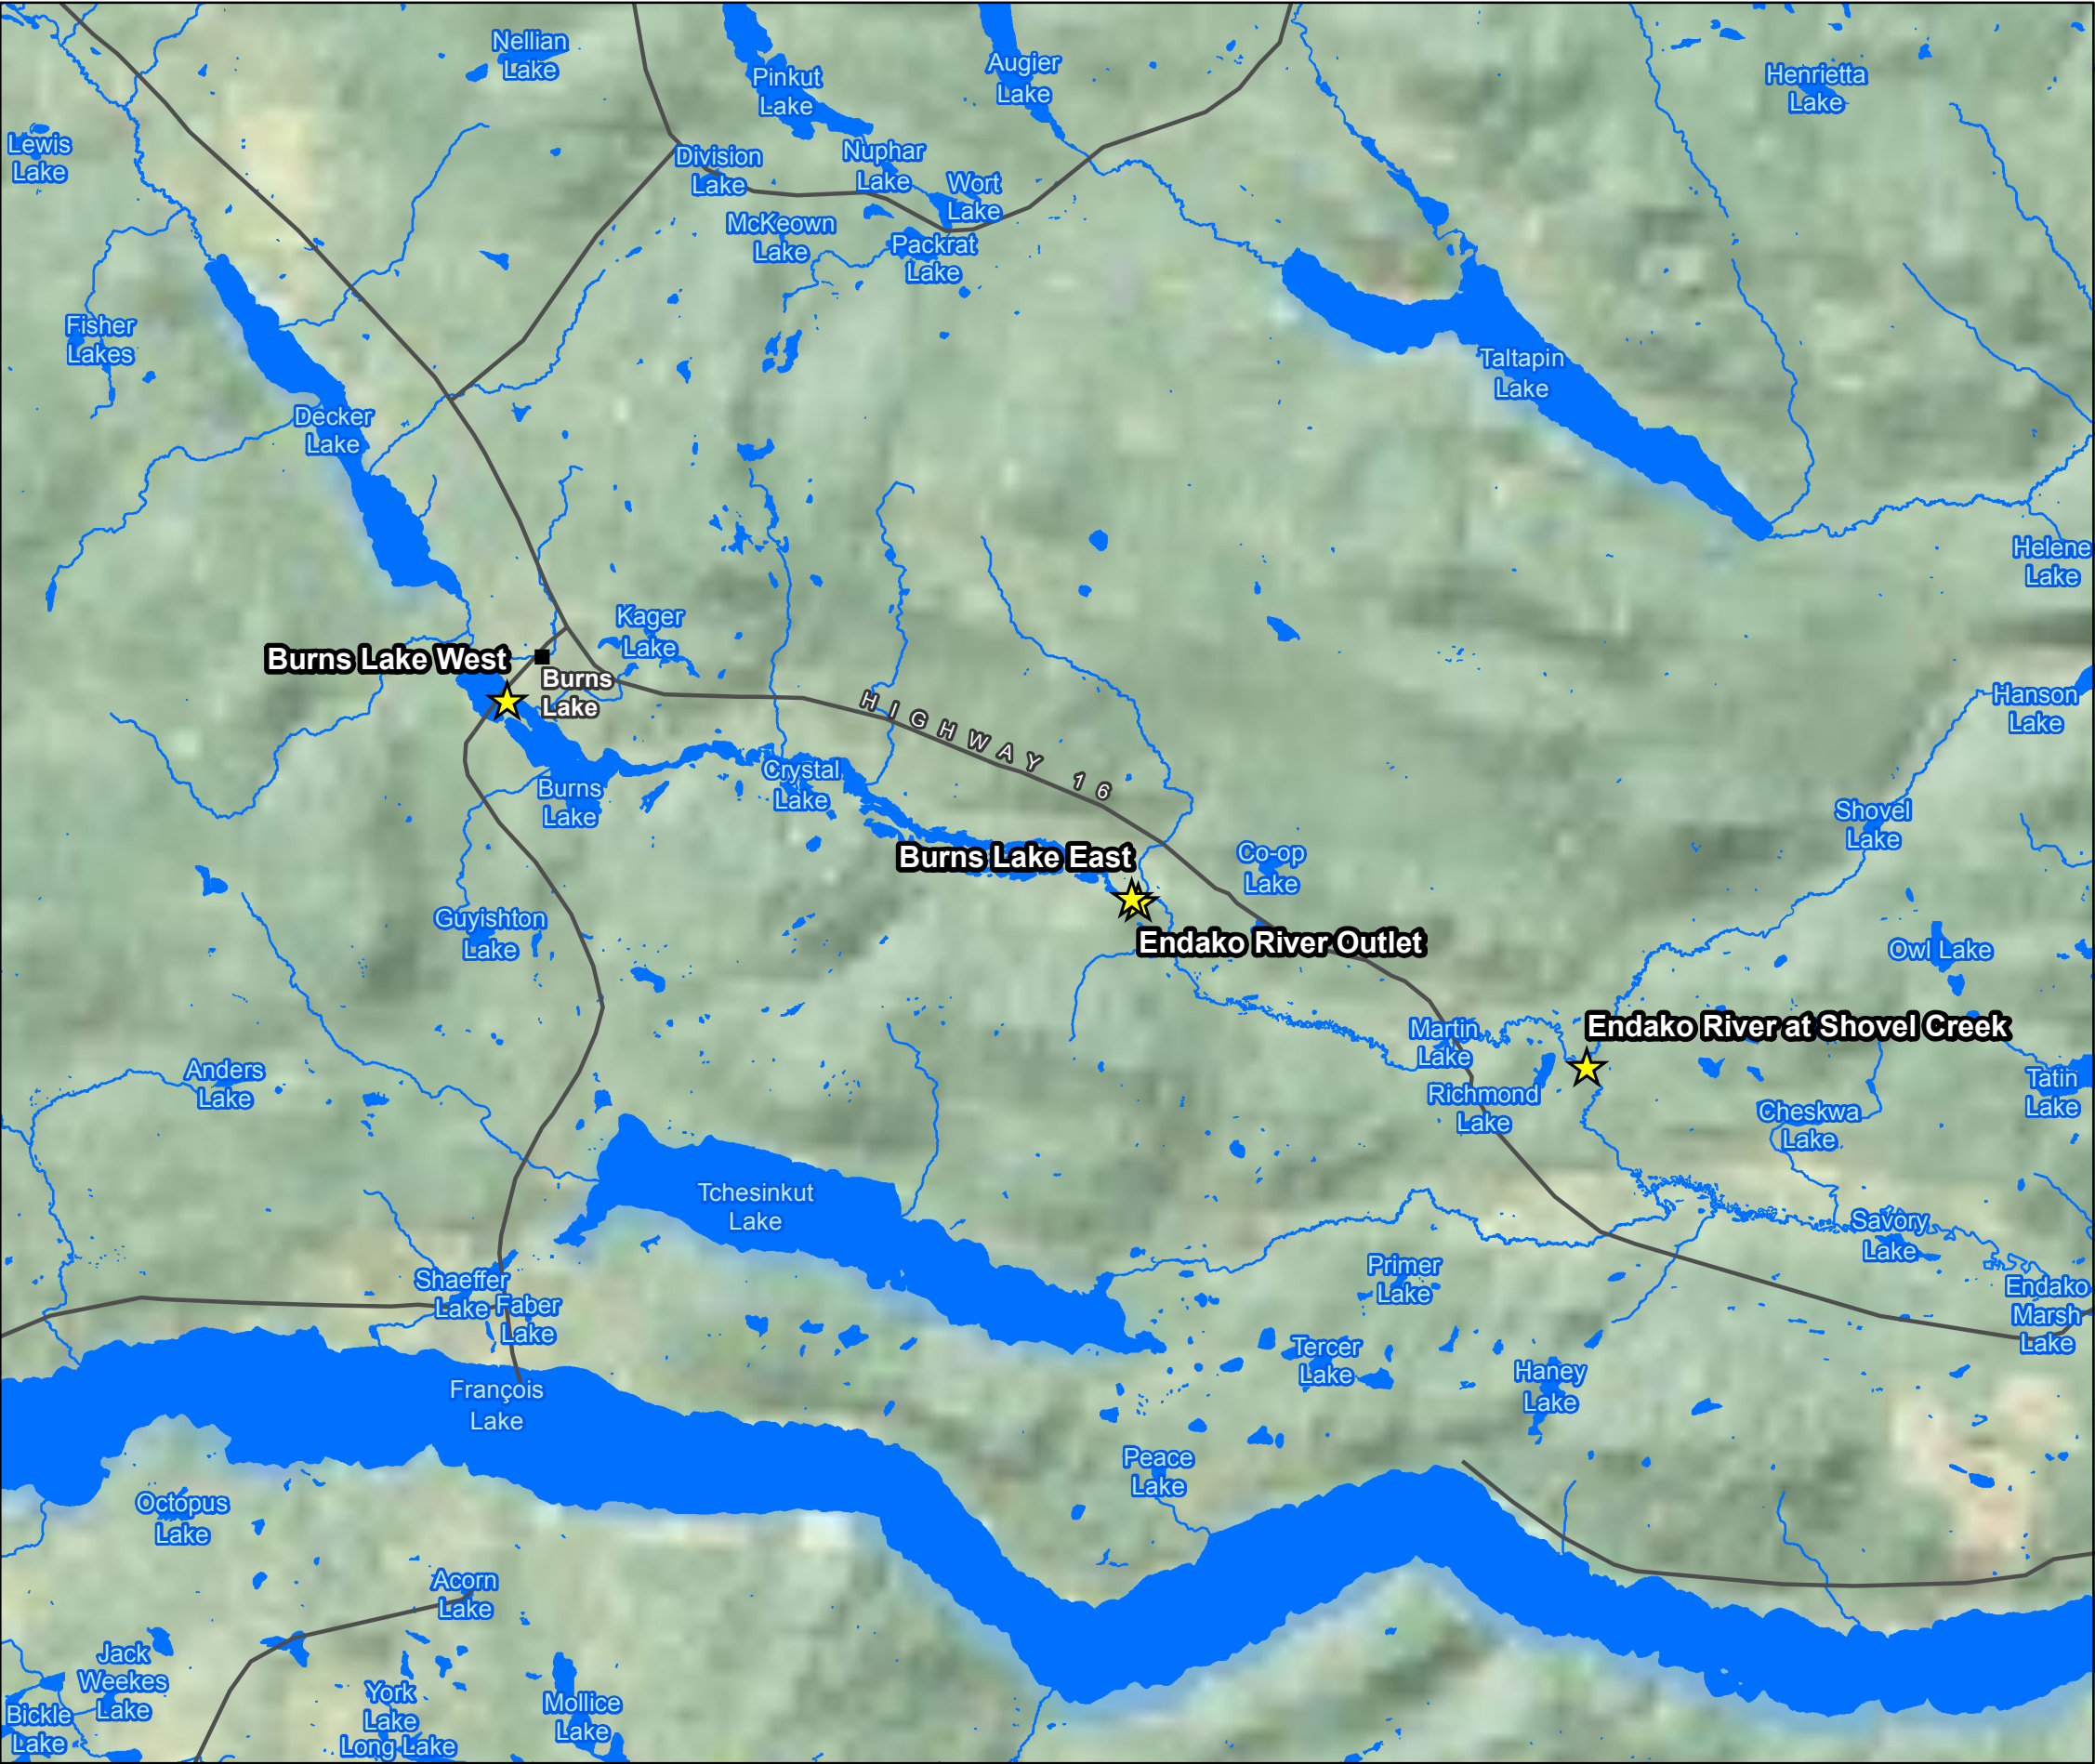 Nellian
Lake
Pinkut
Lake
Augier
Lake
Henrietta
Lake
Lewis
Lake
Division
Lake
Nuphar
Lake
Wort
Lake
McKeown
Lake
Packrat
Lake
Fisher
Lakes
Taltapin
Lake
Decker
Lake
Helene
Lake
Kager
Lake
Burns Lake West
Burns
Lake
HIGHWAY 16
Hanson
Lake
Burns
Lake
Crystal
Lake
Shovel
Lake
Burns Lake East
Co-op
Lake
Guyishton
Lake
Endako River Outlet
Owl Lake
Martin
Lake
Endako River at Shovel Creek
Anders
Lake
Richmond
Lake
Tatin
Lake
Cheskwa
Lake
Tchesinkut
Lake
Savory
Lake
Shaeffer
Lake
Faber
Lake
Primer
Lake
Endako
Marsh
Lake
Tercer
Lake
Haney
Lake
François
Lake
Peace
Lake
Octopus
Lake
Acorn
Lake
Jack
Weekes
Lake
Bickle
Lake
York
Lake
Long Lake
Mollice
Lake